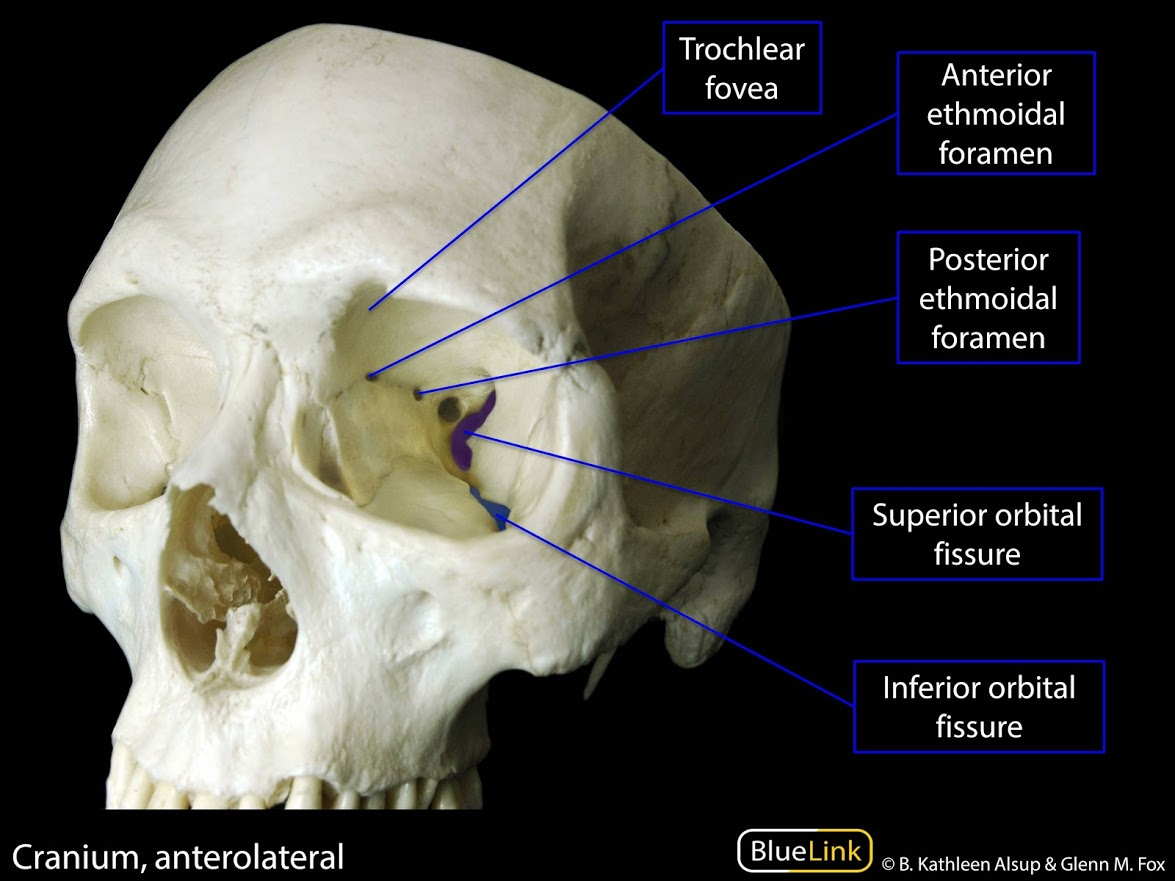 Trochlear
fovea
Anterior
ethmoidal
foramen
Posterior
ethmoidal
foramen
Superior orbital
fissure
Inferior orbital
fissure
Cranium, anterolateral
BlueLink
© B. Kathleen Alsup & Glenn M. Fox